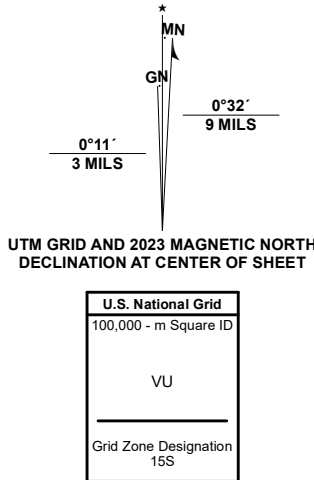 MN
GN
0°32´
9 MILS
0°11´
3 MILS
UTM GRID AND 2023 MAGNETIC NORTH
DECLINATION AT CENTER OF SHEET
U.S. National Grid
100,000 - m Square ID
VU
Grid Zone Designation
15S